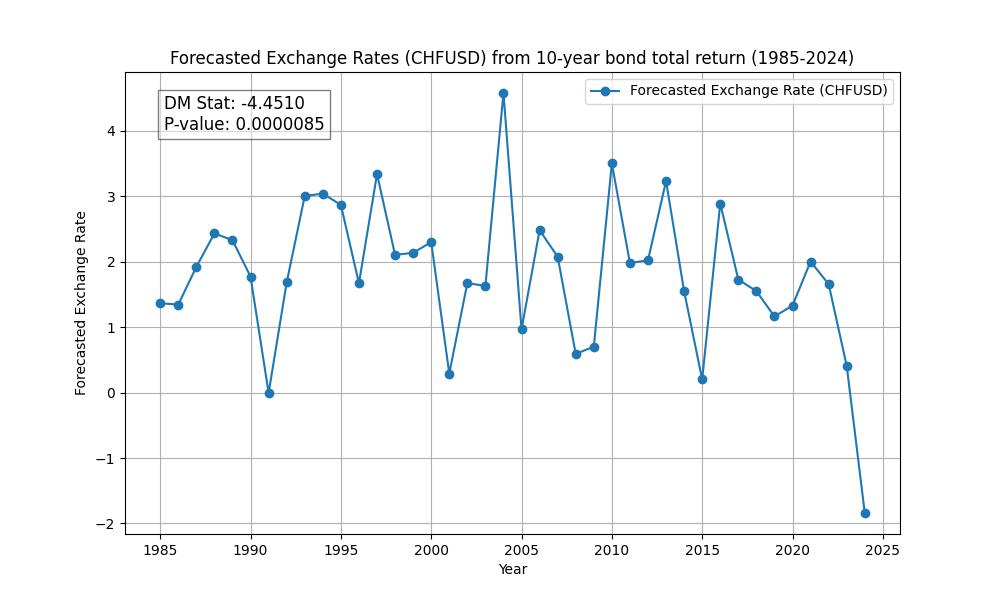 Forecasted Exchange Rates (CHFUSD) from 10-year bond total return (1985-2024)
DM Stat: -4.4510
P-value: 0.0000085
Forecasted Exchange Rate (CHFUSD)
Forecasted Exchange Rate
4
3
2
1
0
−1
−2
1985 1990 1995 2000 2005 2010 2015 2020 2025
Year